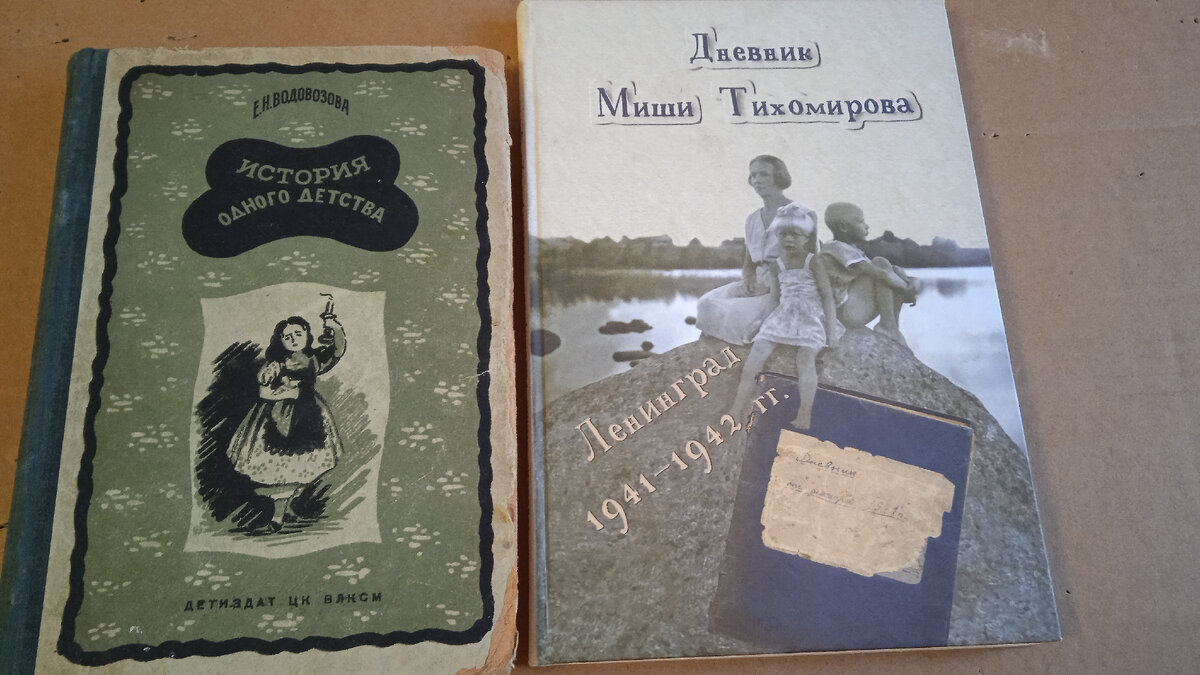 Е.Н.ВОДОВОЗОВА
ИСТОРИЯ
ОДНОГО ДЕТСТВА
ДЕТИЗДАТ ЦК ВЛКСМ
Дневник
Миши Тихомирова
Ленинград
1941–1942 гг.
Дневник